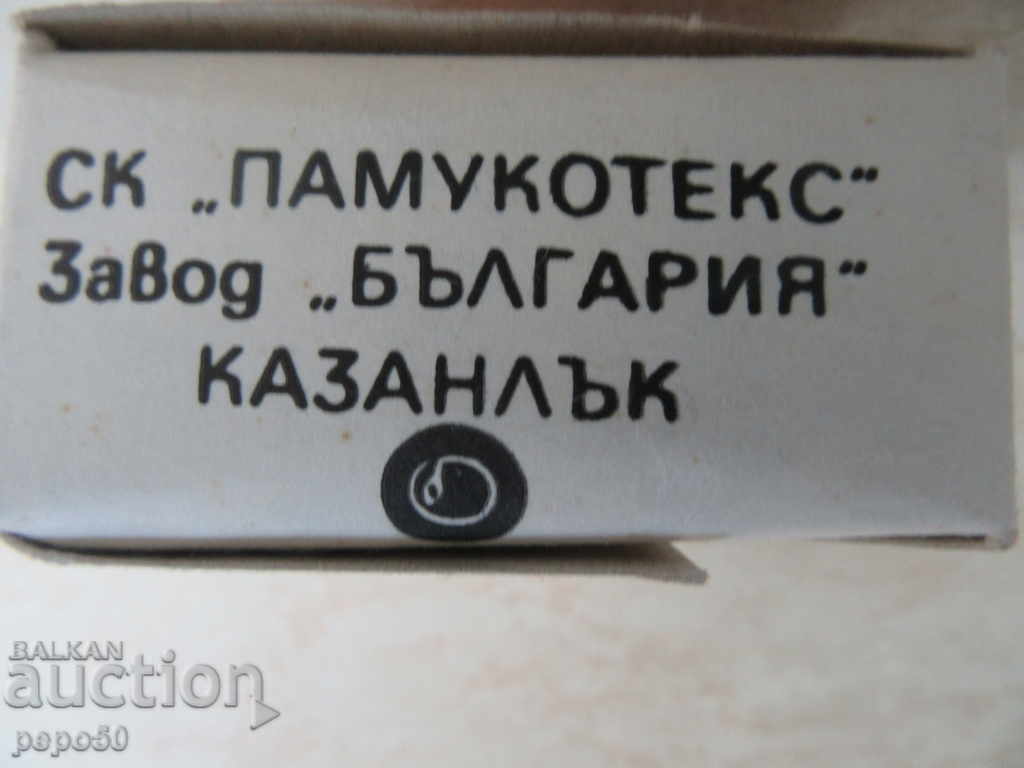 СК „ПАМУКОТЕКС“
Завод „БЪЛГАРИЯ“
КАЗАНЛЪК
BALKAN
auction
pepo50